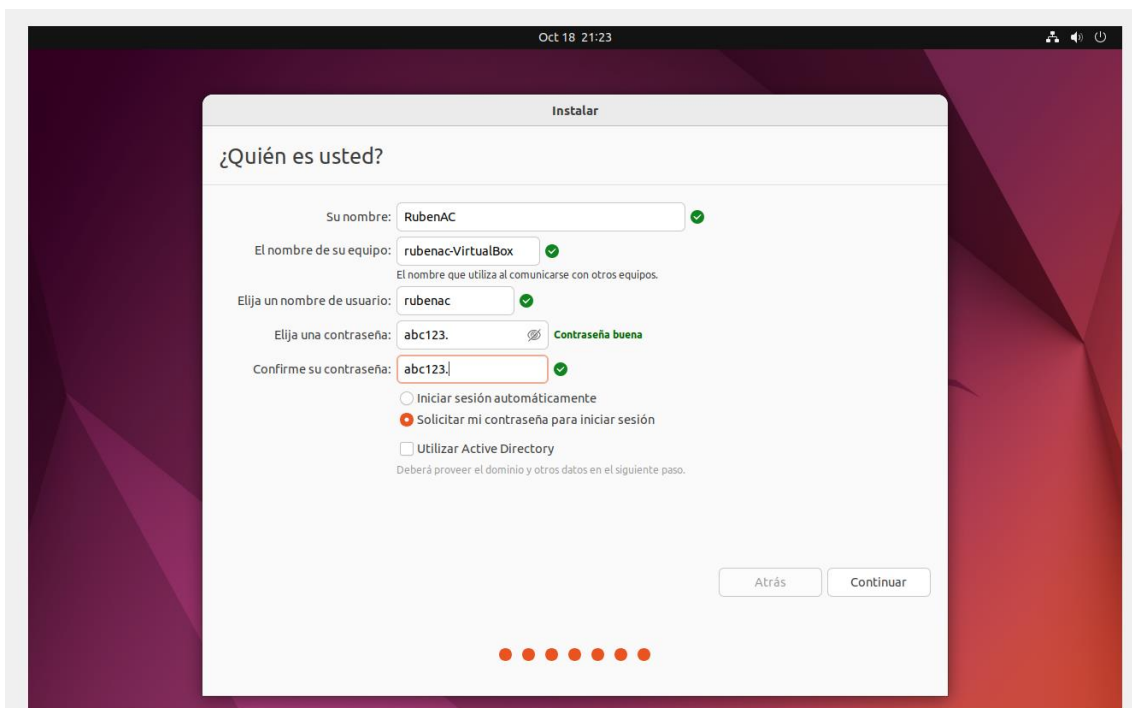 Oct 18 21:23
Instalar
¿Quién es usted?
Su nombre: RubenAC
El nombre de su equipo: rubenac-VirtualBox
El nombre que utiliza al comunicarse con otros equipos.
Elija un nombre de usuario: rubenac
Elija una contraseña: abc123. Contraseña buena
Confirme su contraseña: abc123.
Iniciar sesión automáticamente
Solicitar mi contraseña para iniciar sesión
Utilizar Active Directory
Deberá proveer el dominio y otros datos en el siguiente paso.
Atrás Continuar